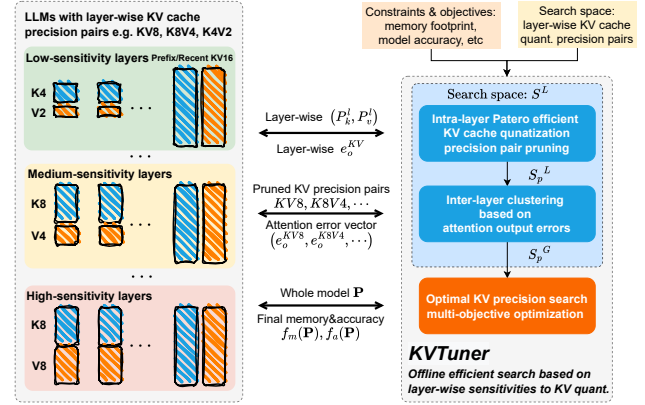 LLMs with layer-wise KV cache
precision pairs e.g. KV8, K8V4, K4V2
Low-sensitivity layers
Prefix/Recent KV16
K4
V2
. . .
. . .
Medium-sensitivity layers
K8
V4
. . .
. . .
High-sensitivity layers
K8
V8
. . .
Layer-wise (P_k^l, P_v^l)
Layer-wise e_o^{KV}
Pruned KV precision pairs
KV8, K8V4, · · ·
Attention error vector
(e_o^{KV8}, e_o^{K8V4}, · · ·)
Whole model P
Final memory&accuracy
f_m(P), f_a(P)
Constraints & objectives:
memory footprint,
model accuracy, etc
Search space:
layer-wise KV cache
quant. precision pairs
Search space: S^L
Intra-layer Patero efficient
KV cache qunatization
precision pair pruning
S_p^L
Inter-layer clustering
based on
attention output errors
S_p^G
Optimal KV precision search
multi-objective optimization
KVTuner
Offline efficient search based on
layer-wise sensitivities to KV quant.